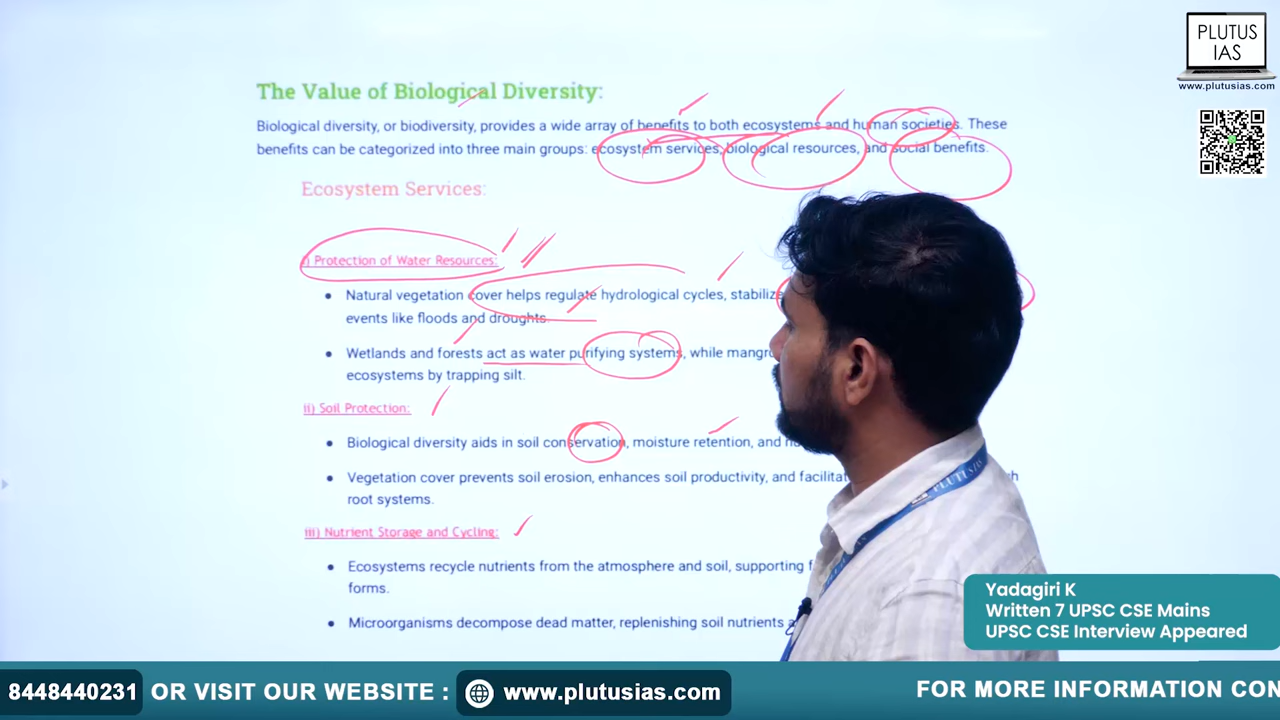 PLUTUS
IAS
www.plutusias.com
The Value of Biological Diversity:
Biological diversity, or biodiversity, provides a wide array of benefits to both ecosystems and human societies. These
benefits can be categorized into three main groups: ecosystem services, biological resources, and social benefits.
Ecosystem Services:
i) Protection of Water Resources:
Natural vegetation cover helps regulate hydrological cycles, stabilize
events like floods and droughts.
Wetlands and forests act as water purifying systems, while
ecosystems by trapping silt.
ii) Soil Protection:
Biological diversity aids in soil conservation, moisture retention, and
Vegetation cover prevents soil erosion, enhances soil productivity, and
root systems.
iii) Nutrient Storage and Cycling:
Ecosystems recycle nutrients from the atmosphere and soil, supporting
forms.
Microorganisms decompose dead matter, replenishing soil nutrients
PLUTUS
Yadagiri K
Written 7 UPSC CSE Mains
UPSC CSE Interview Appeared
8448440231 OR VISIT OUR WEBSITE : www.plutusias.com FOR MORE INFORMATION CON